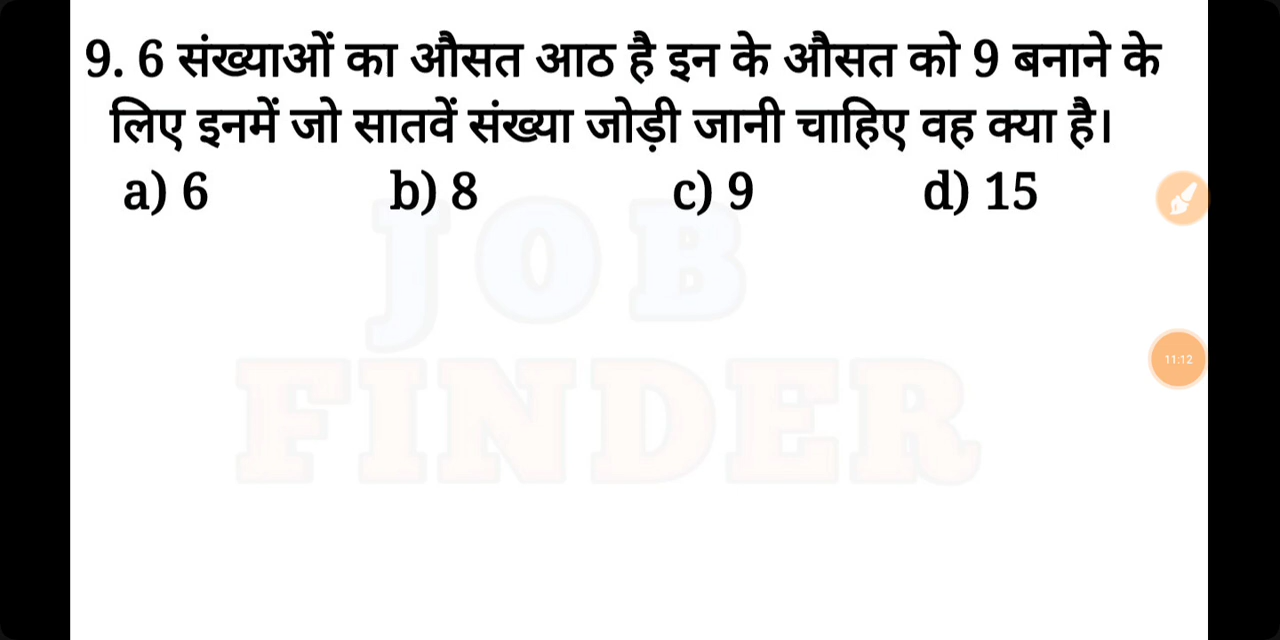 9. 6 संख्याओं का औसत आठ है इन के औसत को 9 बनाने के
लिए इनमें जो सातवें संख्या जोड़ी जानी चाहिए वह क्या है।
a) 6 b) 8 c) 9 d) 15
JOB
FINDER
11:12